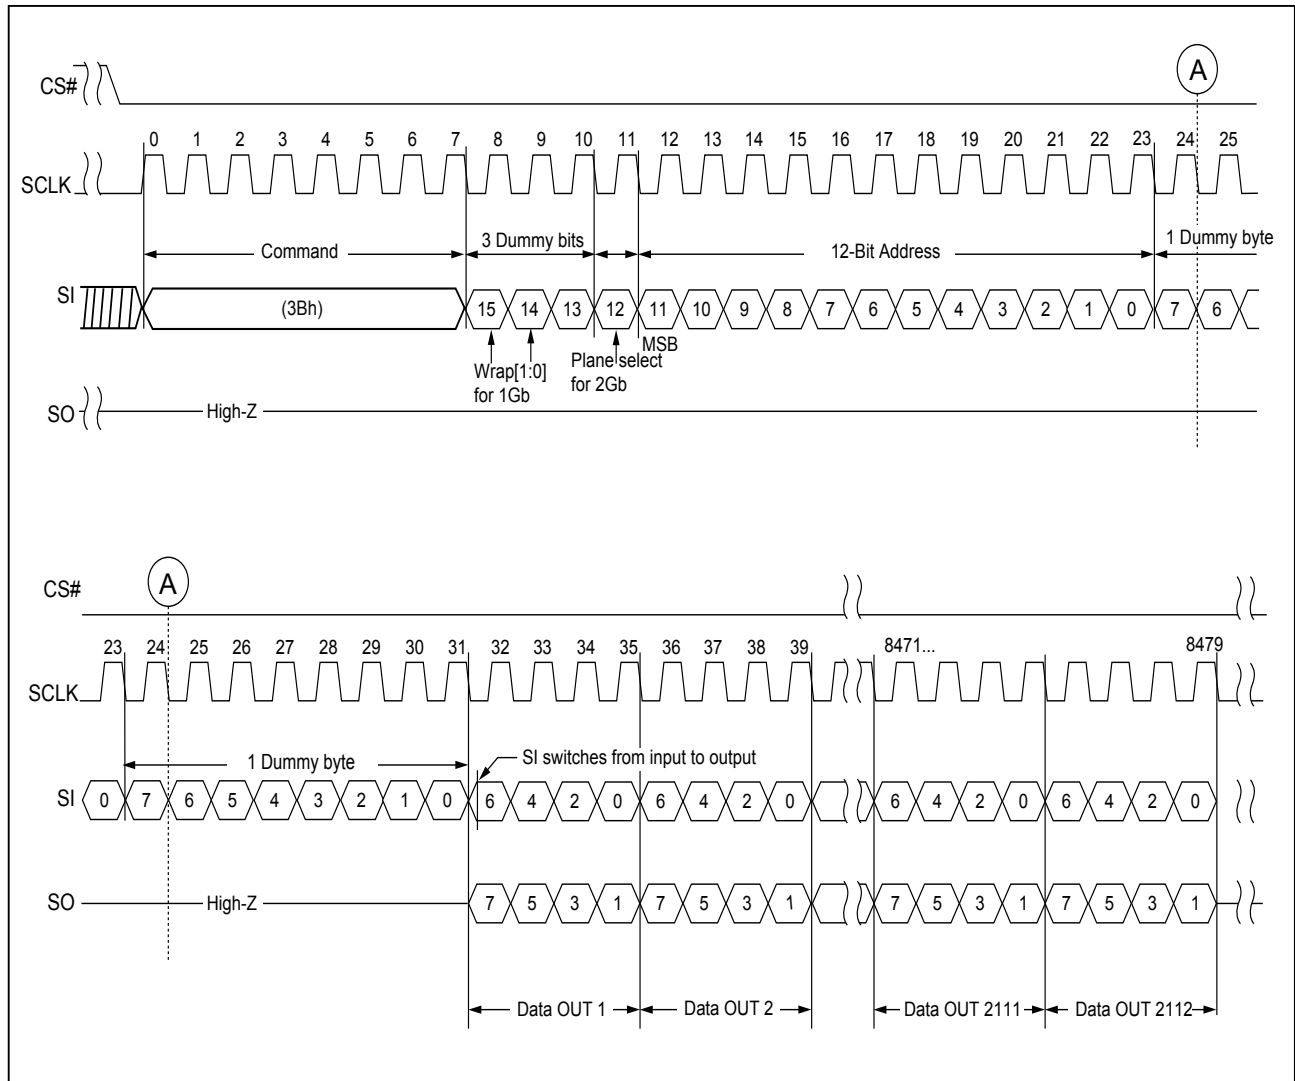 A
CS#
0 1 2 3 4 5 6 7 8 9 10 11 12 13 14 15 16 17 18 19 20 21 22 23 24 25
SCLK
Command 3 Dummy bits 12-Bit Address 1 Dummy byte
SI (3Bh) 15 14 13 12 11 10 9 8 7 6 5 4 3 2 1 0 7 6
MSB
Wrap[1:0] Plane select
for 1Gb for 2Gb
SO High-Z
A
CS#
23 24 25 26 27 28 29 30 31 32 33 34 35 36 37 38 39 8471... 8479
SCLK
1 Dummy byte SI switches from input to output
SI 0 7 6 5 4 3 2 1 0 6 4 2 0 6 4 2 0 6 4 2 0 6 4 2 0
SO High-Z 7 5 3 1 7 5 3 1 7 5 3 1 7 5 3 1
Data OUT 1 Data OUT 2 Data OUT 2111 Data OUT 2112